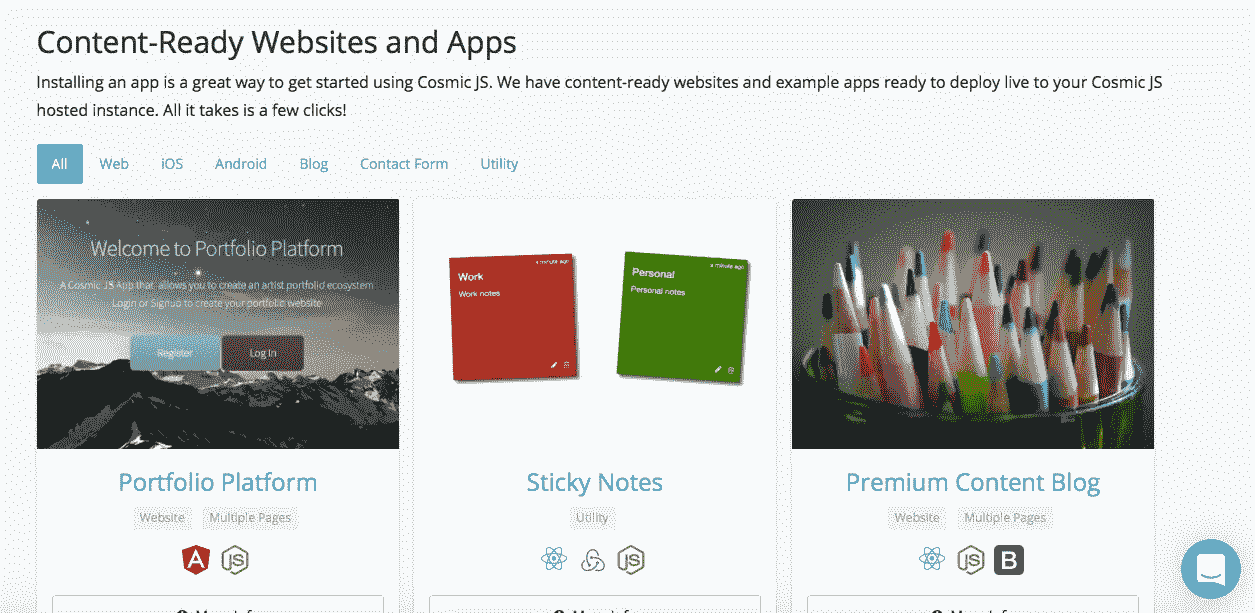 Content-Ready Websites and Apps
Installing an app is a great way to get started using Cosmic JS. We have content-ready websites and example apps ready to deploy live to your Cosmic JS
hosted instance. All it takes is a few clicks!
All Web iOS Android Blog Contact Form Utility
Welcome to Portfolio Platform
A Cosmic JS App that allows you to create an artist portfolio ecosystem
Login or Signup to create your portfolio website
Register Log In
a minute ago
Work
Work notes
a minute ago
Personal
Personal notes
Portfolio Platform
Website Multiple Pages
A JS
Sticky Notes
Utility
JS
Premium Content Blog
Website Multiple Pages
JS B